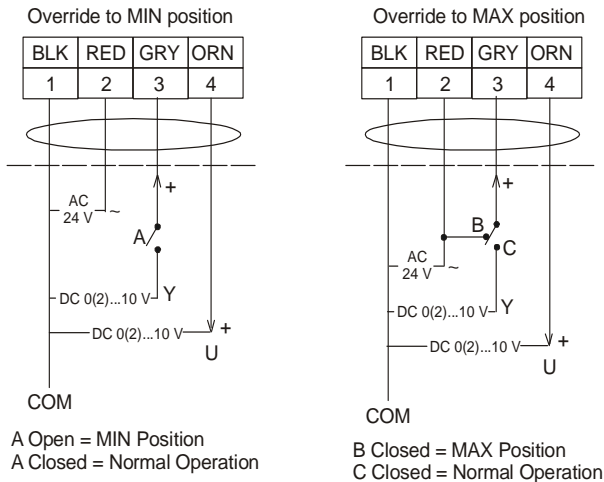 Override to MIN position
BLK RED GRY ORN
1 2 3 4
+
AC
24 V ~
A
DC 0(2)...10 V Y
DC 0(2)...10 V +
U
COM
A Open = MIN Position
A Closed = Normal Operation
Override to MAX position
BLK RED GRY ORN
1 2 3 4
+
B
C
AC
24 V ~
DC 0(2)...10 V Y
DC 0(2)...10 V +
U
COM
B Closed = MAX Position
C Closed = Normal Operation